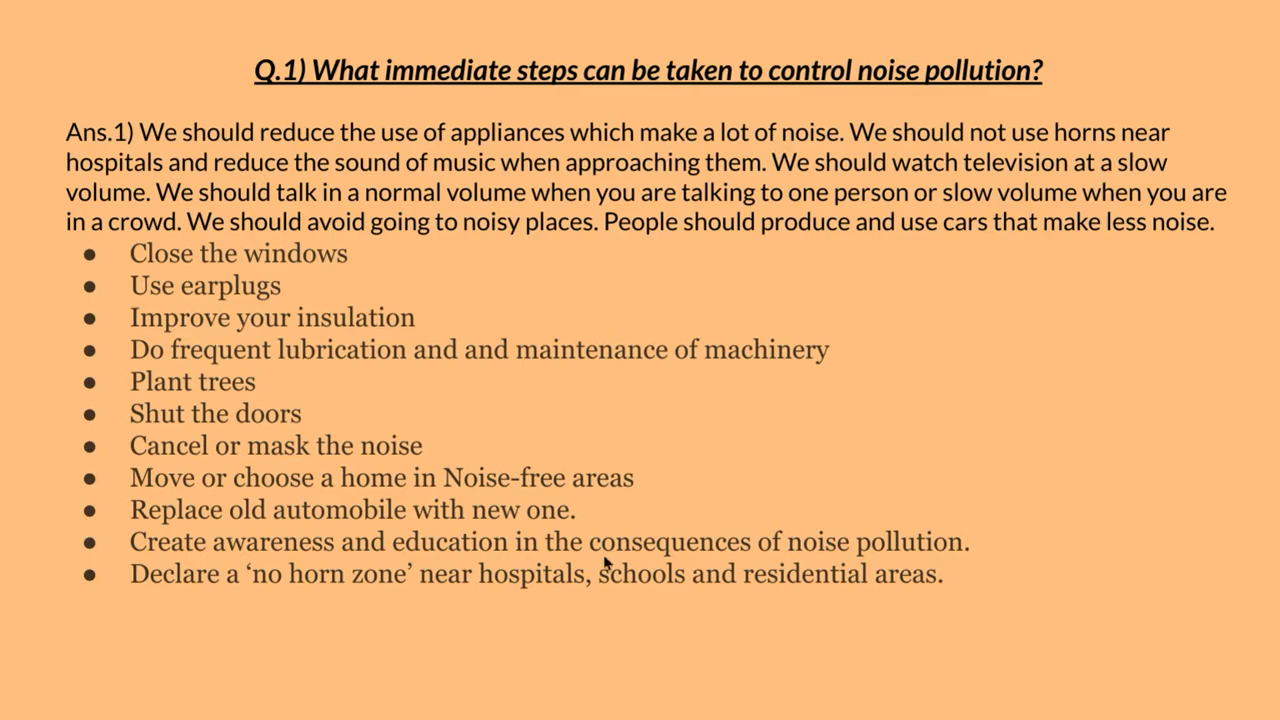 Q.1) What immediate steps can be taken to control noise pollution?
Ans.1) We should reduce the use of appliances which make a lot of noise. We should not use horns near
hospitals and reduce the sound of music when approaching them. We should watch television at a slow
volume. We should talk in a normal volume when you are talking to one person or slow volume when you are
in a crowd. We should avoid going to noisy places. People should produce and use cars that make less noise.
● Close the windows
● Use earplugs
● Improve your insulation
● Do frequent lubrication and and maintenance of machinery
● Plant trees
● Shut the doors
● Cancel or mask the noise
● Move or choose a home in Noise-free areas
● Replace old automobile with new one.
● Create awareness and education in the consequences of noise pollution.
● Declare a ‘no horn zone’ near hospitals, schools and residential areas.